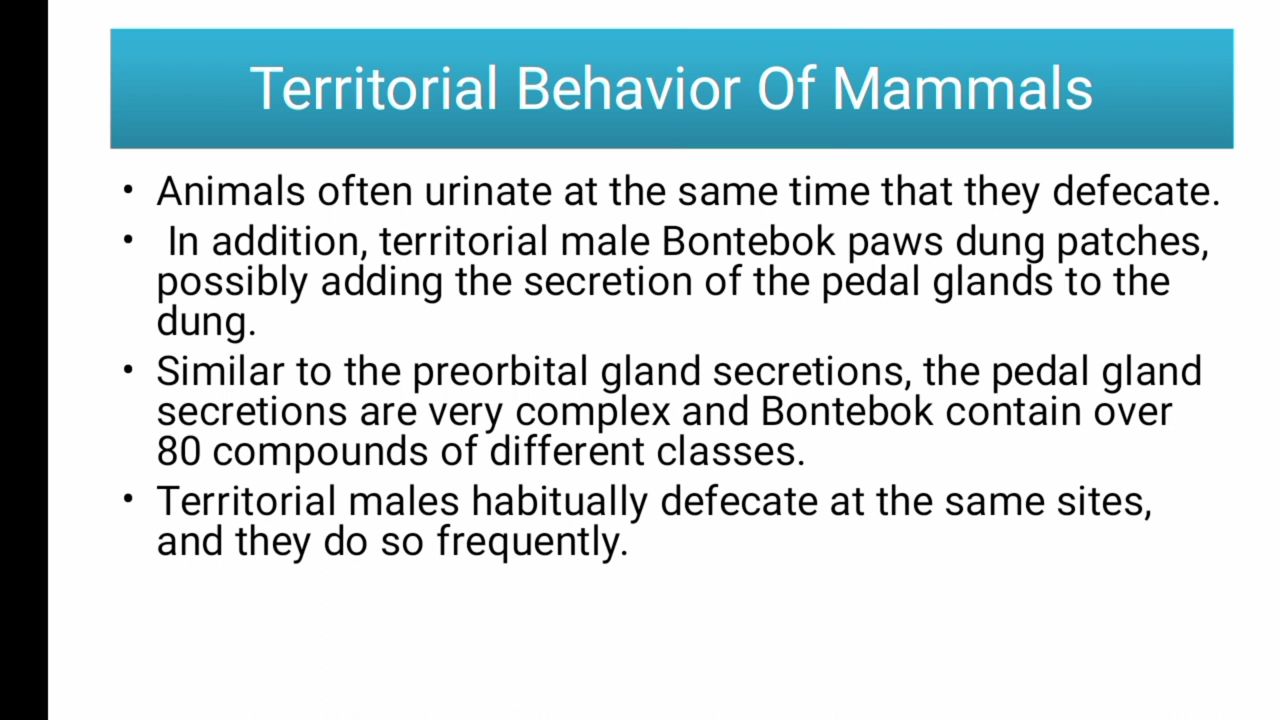 Territorial Behavior Of Mammals
• Animals often urinate at the same time that they defecate.
• In addition, territorial male Bontebok paws dung patches,
possibly adding the secretion of the pedal glands to the
dung.
• Similar to the preorbital gland secretions, the pedal gland
secretions are very complex and Bontebok contain over
80 compounds of different classes.
• Territorial males habitually defecate at the same sites,
and they do so frequently.